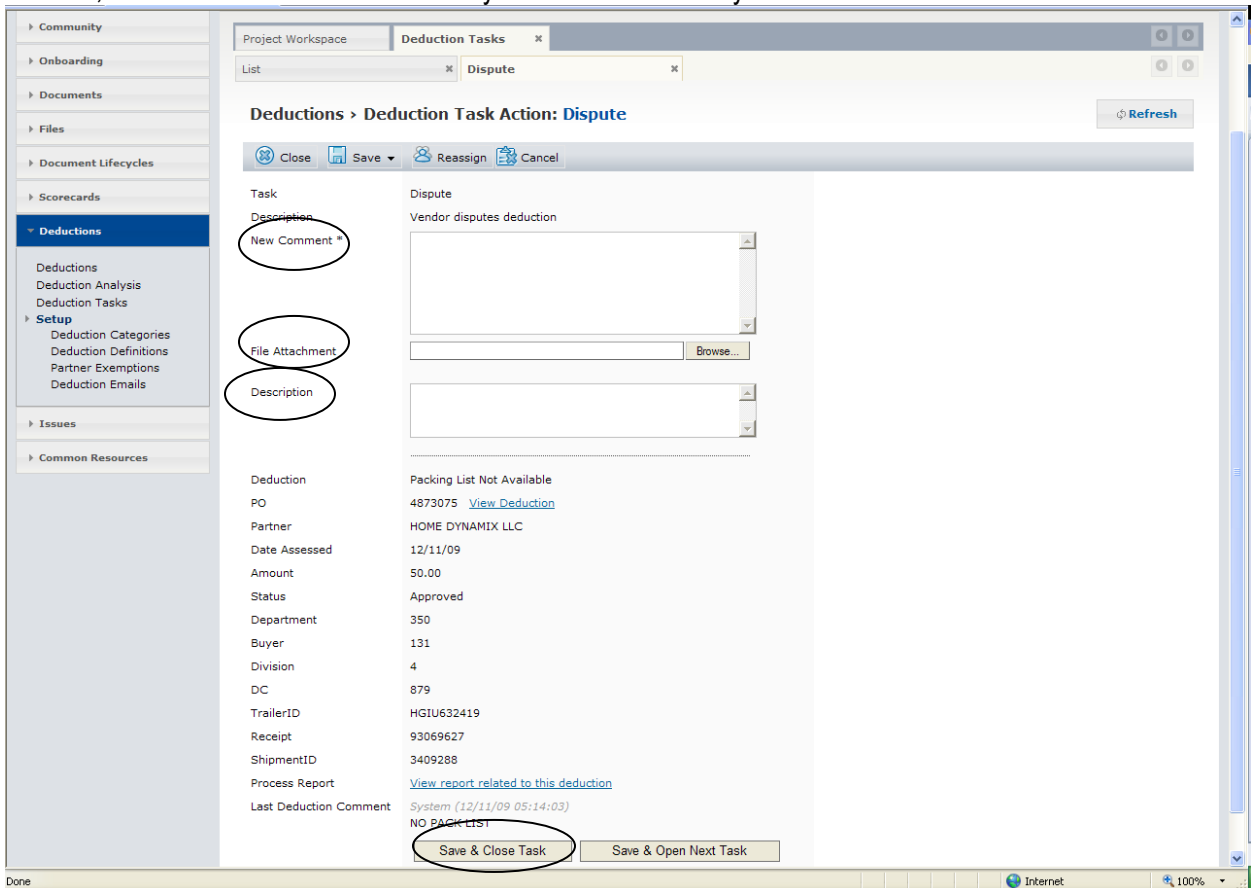 Community
Onboarding
Documents
Files
Document Lifecycles
Scorecards
Deductions
Deductions
Deduction Analysis
Deduction Tasks
Setup
Deduction Categories
Deduction Definitions
Partner Exemptions
Deduction Emails
Issues
Common Resources
Project Workspace Deduction Tasks
List Dispute
Deductions › Deduction Task Action: Dispute
Refresh
Close Save Reassign Cancel
Task Dispute
Description Vendor disputes deduction
New Comment *
File Attachment Browse...
Description
Deduction Packing List Not Available
PO 4873075 View Deduction
Partner HOME DYNAMIX LLC
Date Assessed 12/11/09
Amount 50.00
Status Approved
Department 350
Buyer 131
Division 4
DC 879
TrailerID HGIU632419
Receipt 93069627
ShipmentID 3409288
Process Report View report related to this deduction
Last Deduction Comment System (12/11/09 05:14:03)
NO PACK LIST
Save & Close Task Save & Open Next Task
Done Internet 100%